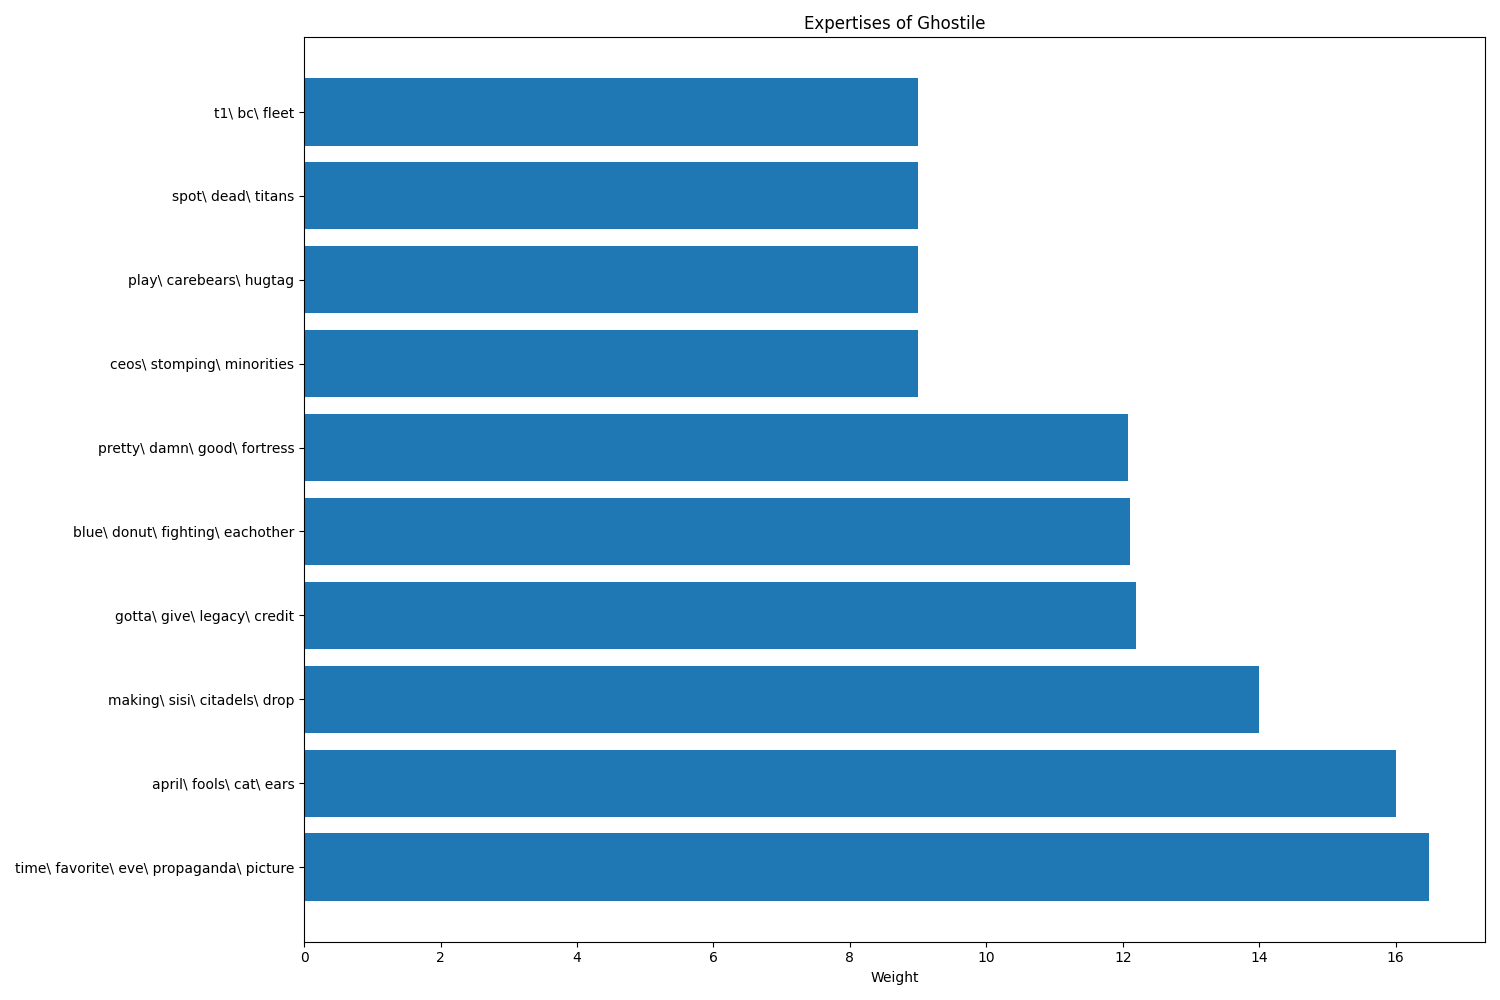 Expertises of Ghostile
t1\ bc\ fleet
spot\ dead\ titans
play\ carebears\ hugtag
ceos\ stomping\ minorities
pretty\ damn\ good\ fortress
blue\ donut\ fighting\ eachother
gotta\ give\ legacy\ credit
making\ sisi\ citadels\ drop
april\ fools\ cat\ ears
time\ favorite\ eve\ propaganda\ picture
0 2 4 6 8 10 12 14 16
Weight